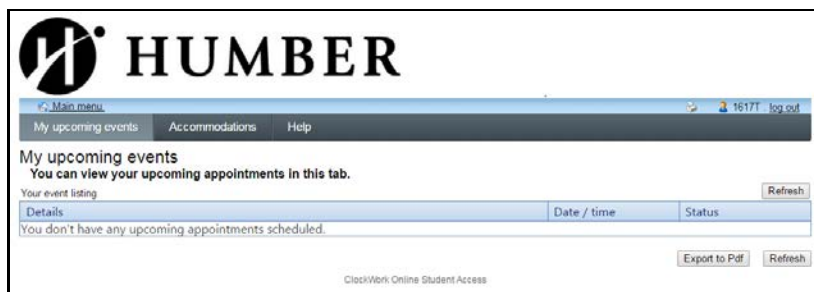 HUMBER
Main menu 1617T . log out
My upcoming events Accommodations Help
My upcoming events
You can view your upcoming appointments in this tab.
Your event listing Refresh
Details Date / time Status
You don't have any upcoming appointments scheduled.
Export to Pdf Refresh
ClockWork Online Student Access